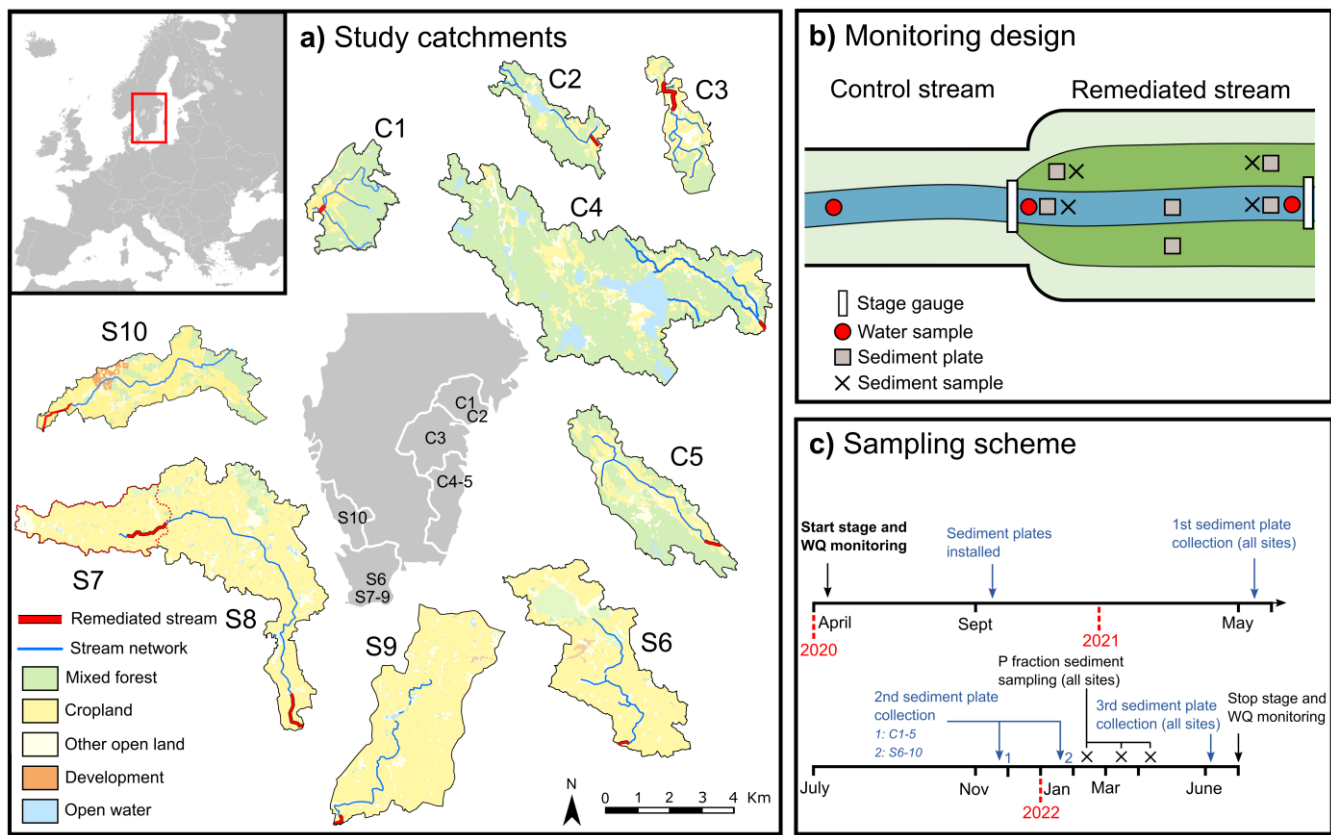 a) Study catchments
C1
C2
C3
C4
C5
S10
S7
S8
S9
S6
C1
C2
C3
C4-5
S10
S6
S7-9
Remediated stream
Stream network
Mixed forest
Cropland
Other open land
Development
Open water
N
0 1 2 3 4 Km
b) Monitoring design
Control stream
Remediated stream
Stage gauge
Water sample
Sediment plate
Sediment sample
c) Sampling scheme
Start stage and
WQ monitoring
Sediment plates
installed
1st sediment plate
collection (all sites)
April
Sept
May
2020
2021
P fraction sediment
sampling (all sites)
2nd sediment plate
collection
1: C1-5
2: S6-10
3rd sediment plate
collection (all sites)
Stop stage and
WQ monitoring
1
2
July
Nov
Jan
Mar
June
2022